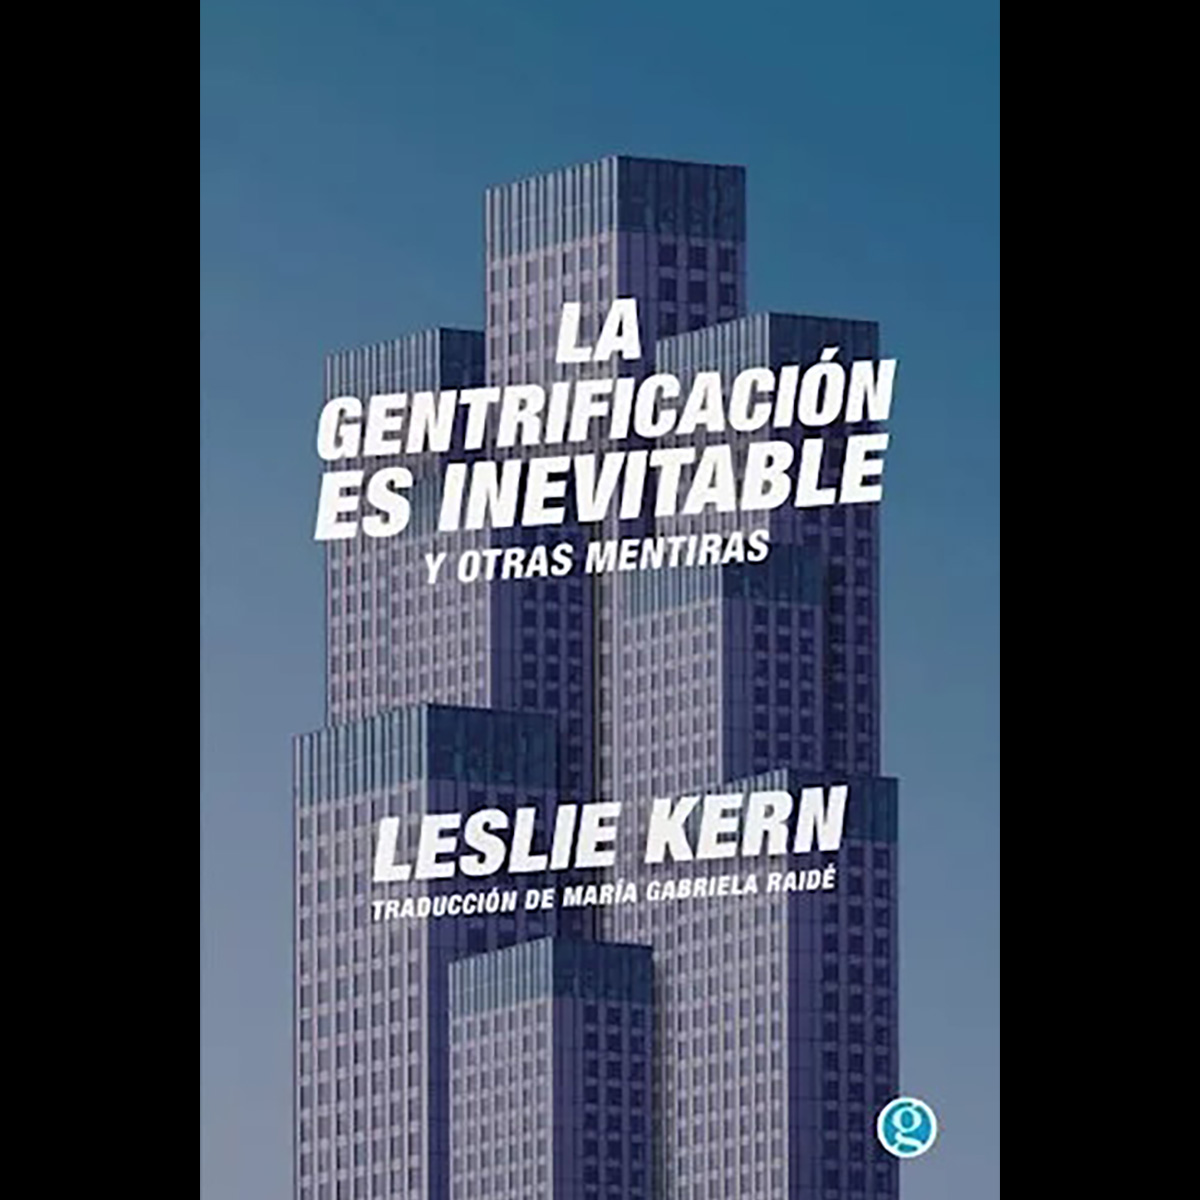 LA
GENTRIFICACIÓN
ES INEVITABLE
Y OTRAS MENTIRAS
LESLIE KERN
TRADUCCIÓN DE MARÍA GABRIELA RAIDÉ
g